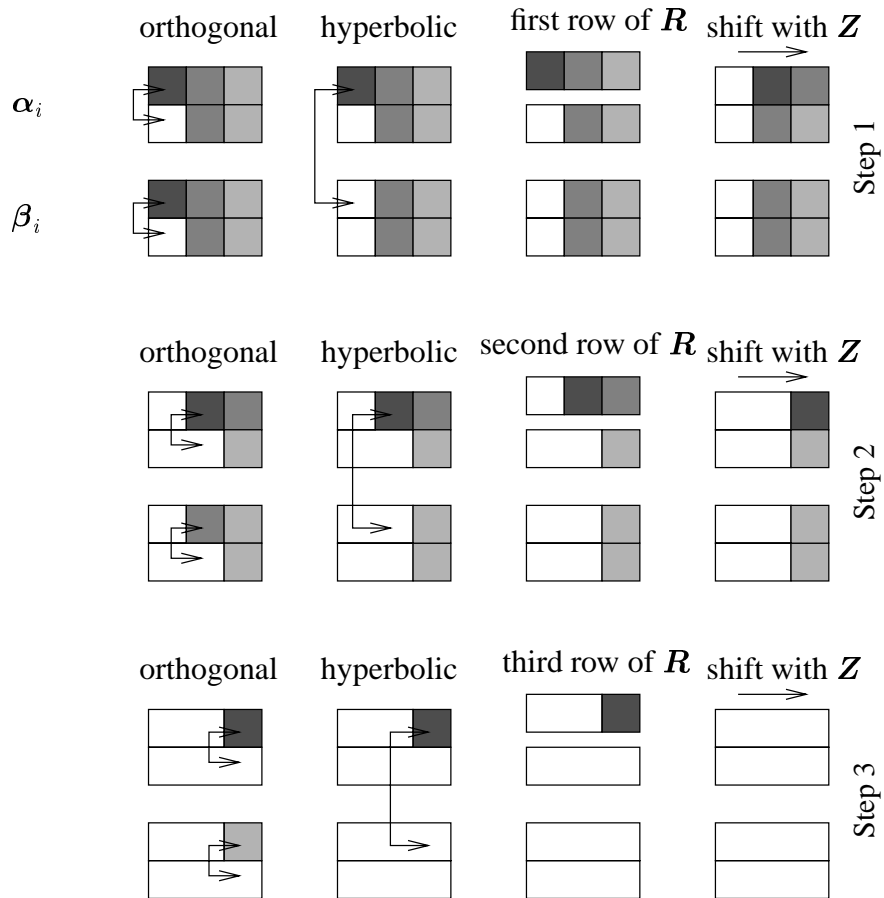 orthogonal hyperbolic first row of R shift with Z
α_i
β_i
Step 1
orthogonal hyperbolic second row of R shift with Z
Step 2
orthogonal hyperbolic third row of R shift with Z
Step 3